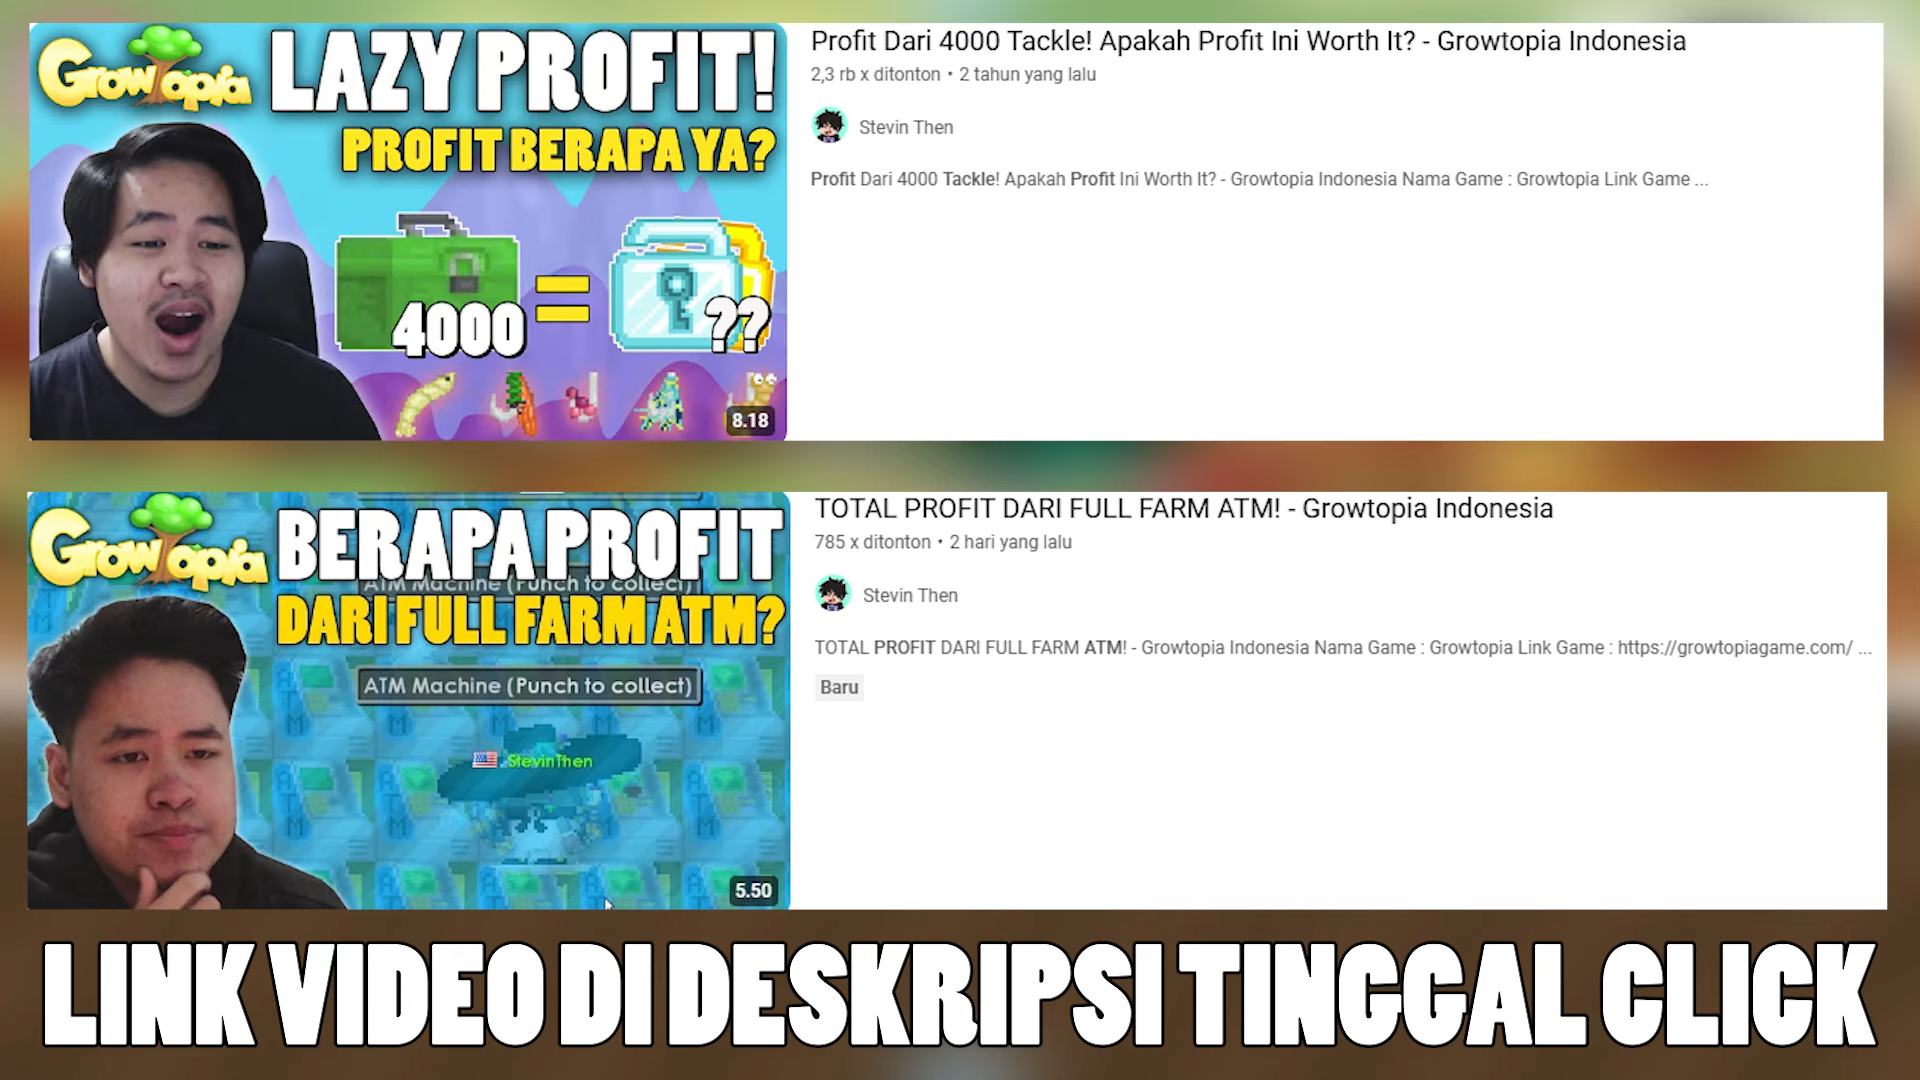 Growtopia
LAZY PROFIT!
PROFIT BERAPA YA?
4000
??
8.18
Profit Dari 4000 Tackle! Apakah Profit Ini Worth It? - Growtopia Indonesia
2,3 rb x ditonton • 2 tahun yang lalu
Stevin Then
Profit Dari 4000 Tackle! Apakah Profit Ini Worth It? - Growtopia Indonesia Nama Game : Growtopia Link Game ...
Growtopia
BERAPA PROFIT
ATM Machine (Punch to collect)
DARI FULL FARM ATM?
ATM Machine (Punch to collect)
StevinThen
5.50
TOTAL PROFIT DARI FULL FARM ATM! - Growtopia Indonesia
785 x ditonton • 2 hari yang lalu
Stevin Then
TOTAL PROFIT DARI FULL FARM ATM! - Growtopia Indonesia Nama Game : Growtopia Link Game : https://growtopiagame.com/ ...
Baru
LINK VIDEO DI DESKRIPSI TINGGAL CLICK